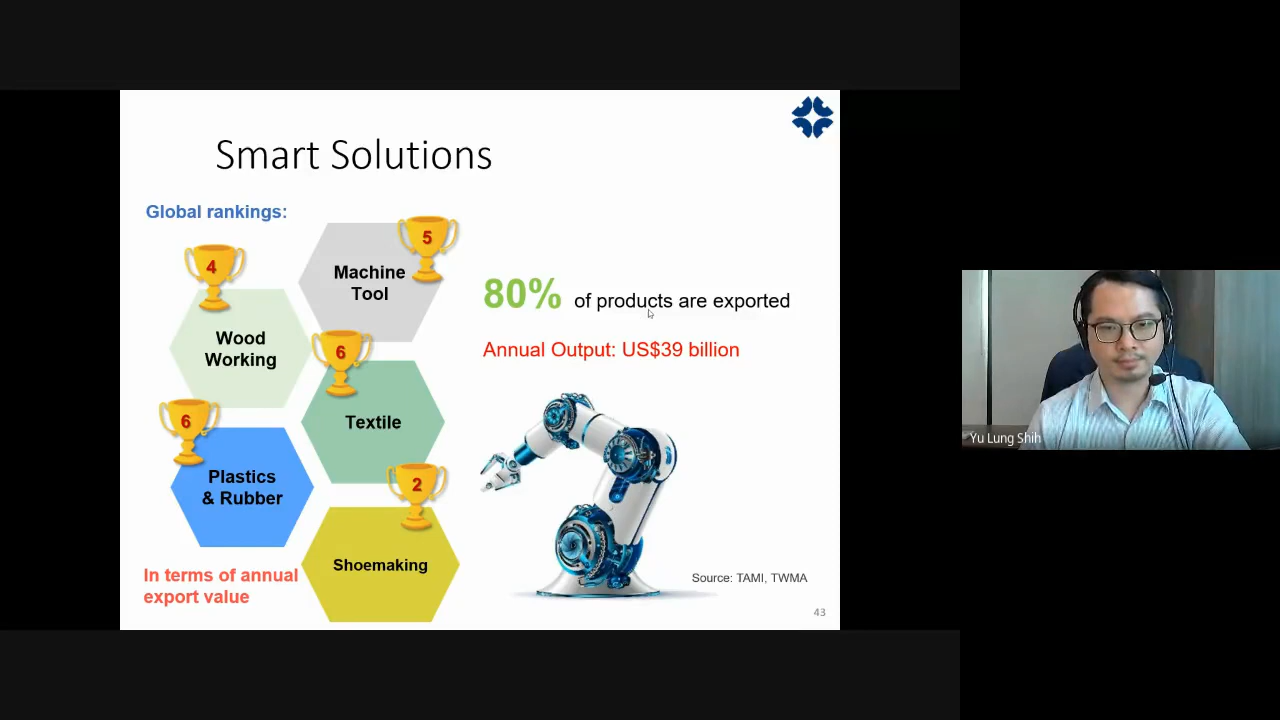 Smart Solutions
Global rankings:
5
4
Machine
Tool
80% of products are exported
Wood
Working
6
Annual Output: US$39 billion
6
Textile
Plastics
& Rubber
2
Shoemaking
In terms of annual
export value
Source: TAMI, TWMA
43
Yu Lung Shih